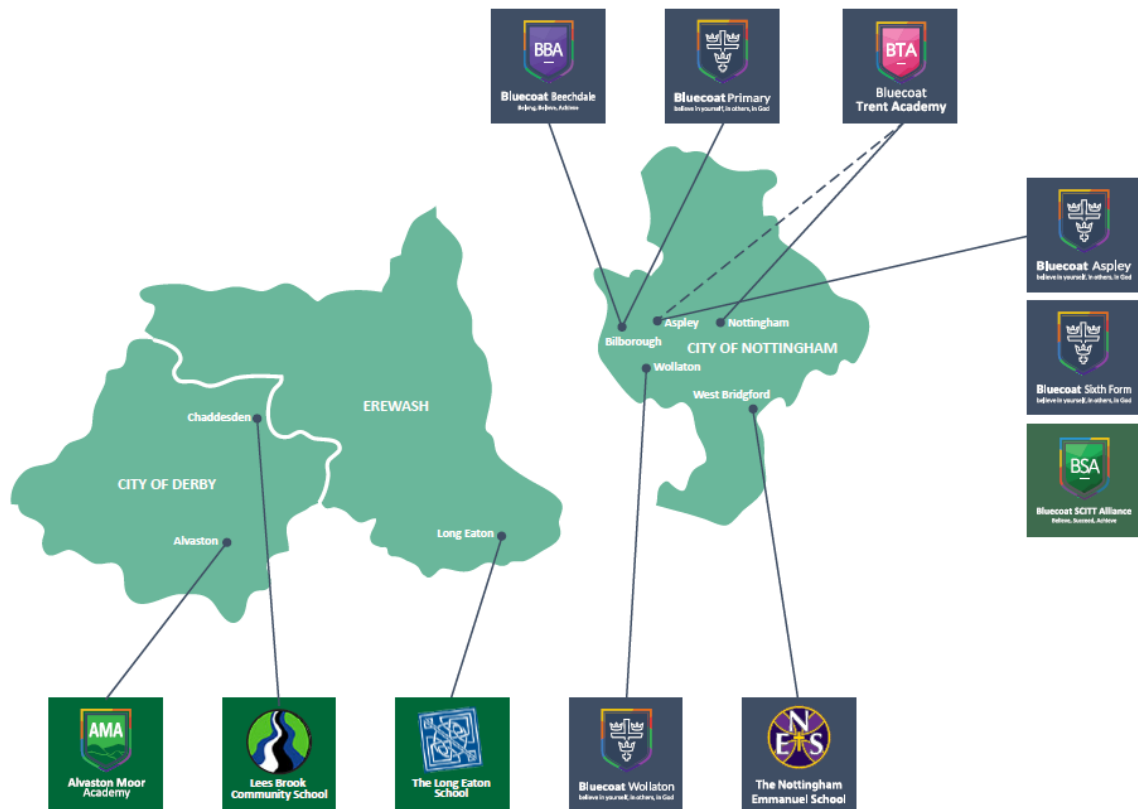 BBA
Bluecoat Beechdale
Belong, Believe, Achieve
Bluecoat Primary
believe in yourself, in others, in God
BTA
Bluecoat
Trent Academy
Bluecoat Aspley
believe in yourself, in others, in God
Aspley
Nottingham
Bilborough
CITY OF NOTTINGHAM
Wollaton
Bluecoat Sixth Form
believe in yourself, in others, in God
West Bridgford
EREWASH
Chaddesden
BSA
Bluecoat SCITT Alliance
Believe, Succeed, Achieve
CITY OF DERBY
Long Eaton
Alvaston
AMA
Alvaston Moor
Academy
Lees Brook
Community School
The Long Eaton
School
Bluecoat Wollaton
believe in yourself, in others, in God
N
E S
The Nottingham
Emmanuel School